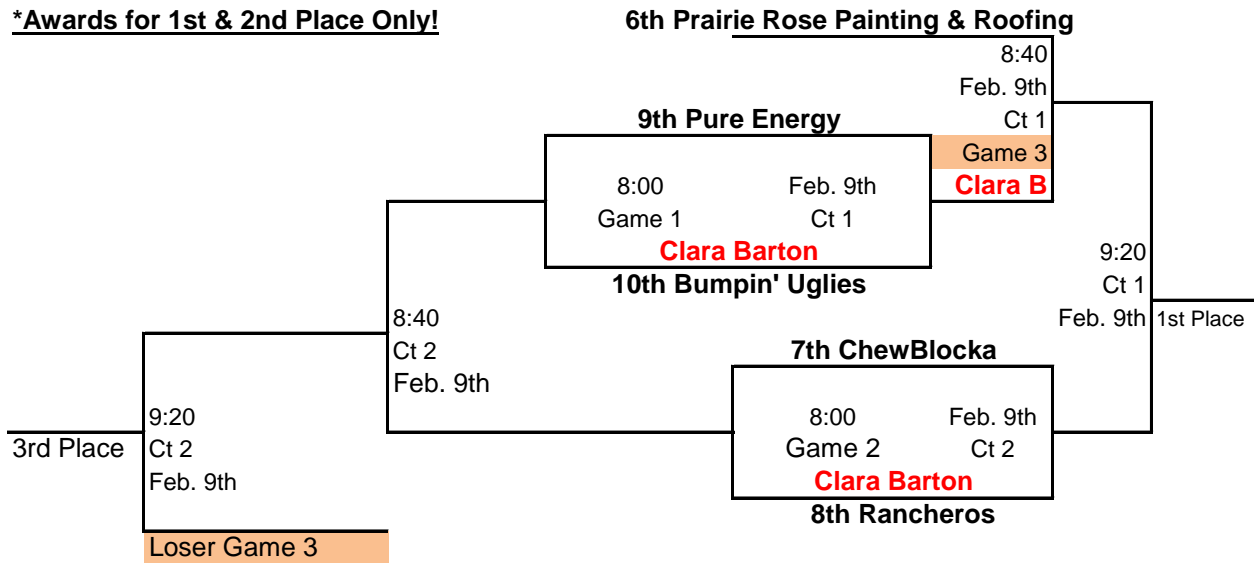 *Awards for 1st & 2nd Place Only!
6th Prairie Rose Painting & Roofing
8:40
Feb. 9th
Ct 1
Game 3
Clara B
9th Pure Energy
8:00 Feb. 9th
Game 1 Ct 1
Clara Barton
10th Bumpin' Uglies
9:20
Ct 1
Feb. 9th
1st Place
8:40
Ct 2
Feb. 9th
7th ChewBlocka
8:00 Feb. 9th
Game 2 Ct 2
Clara Barton
8th Rancheros
3rd Place
9:20
Ct 2
Feb. 9th
Loser Game 3